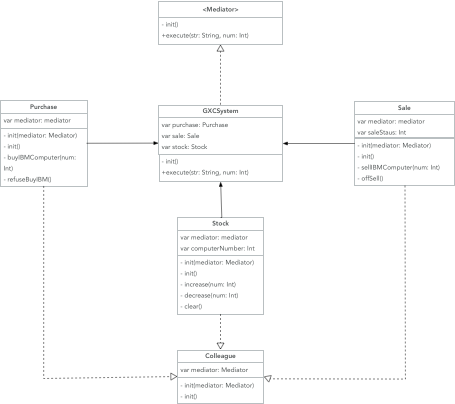 <Mediator>
- init()
+execute(str: String, num: Int)
Purchase
var mediator: mediator
- init(mediator: Mediator)
- init()
- buyIBMComputer(num:
Int)
- refuseBuyIBM()
GXCSystem
var purchase: Purchase
var sale: Sale
var stock: Stock
- init()
+execute(str: String, num: Int)
Sale
var mediator: mediator
var saleStaus: Int
- init(mediator: Mediator)
- init()
- sellIBMComputer(num: Int)
- offSell()
Stock
var mediator: mediator
var computerNumber: Int
- init(mediator: Mediator)
- init()
- increase(num: Int)
- decrease(num: Int)
- clear()
Colleague
var mediator: Mediator
- init(mediator: Mediator)
- init()